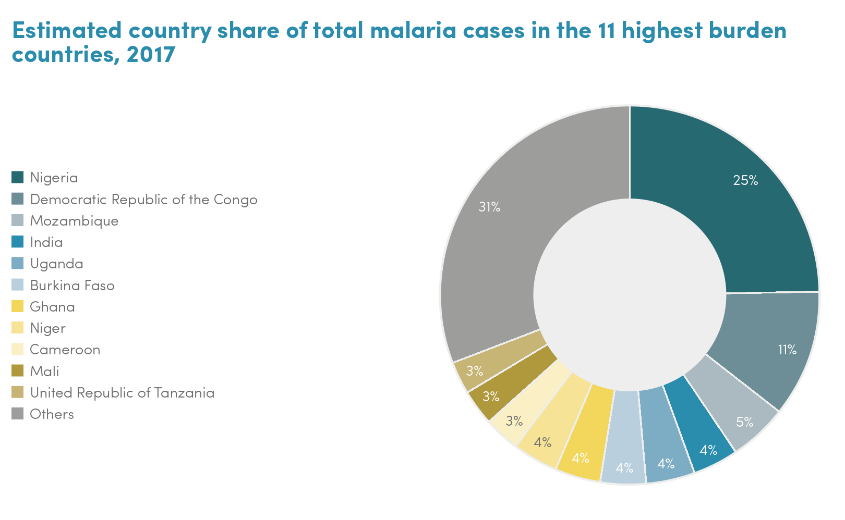 Estimated country share of total malaria cases in the 11 highest burden
countries, 2017
Nigeria
Democratic Republic of the Congo
Mozambique
India
Uganda
Burkina Faso
Ghana
Niger
Cameroon
Mali
United Republic of Tanzania
Others
25%
11%
5%
4%
4%
4%
4%
4%
3%
3%
3%
31%